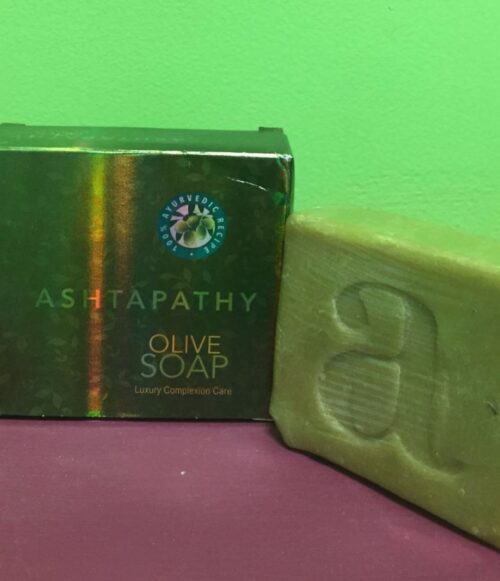 100% AYURVEDIC RECIPE
ASHTAPATHY
OLIVE
SOAP
Luxury Complexion Care
a